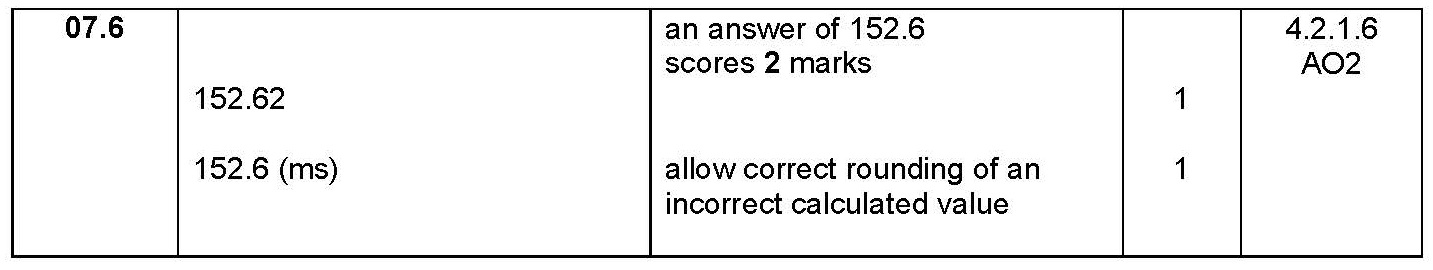 07.6 an answer of 152.6 4.2.1.6
scores 2 marks AO2
152.62 1
152.6 (ms) allow correct rounding of an 1
incorrect calculated value